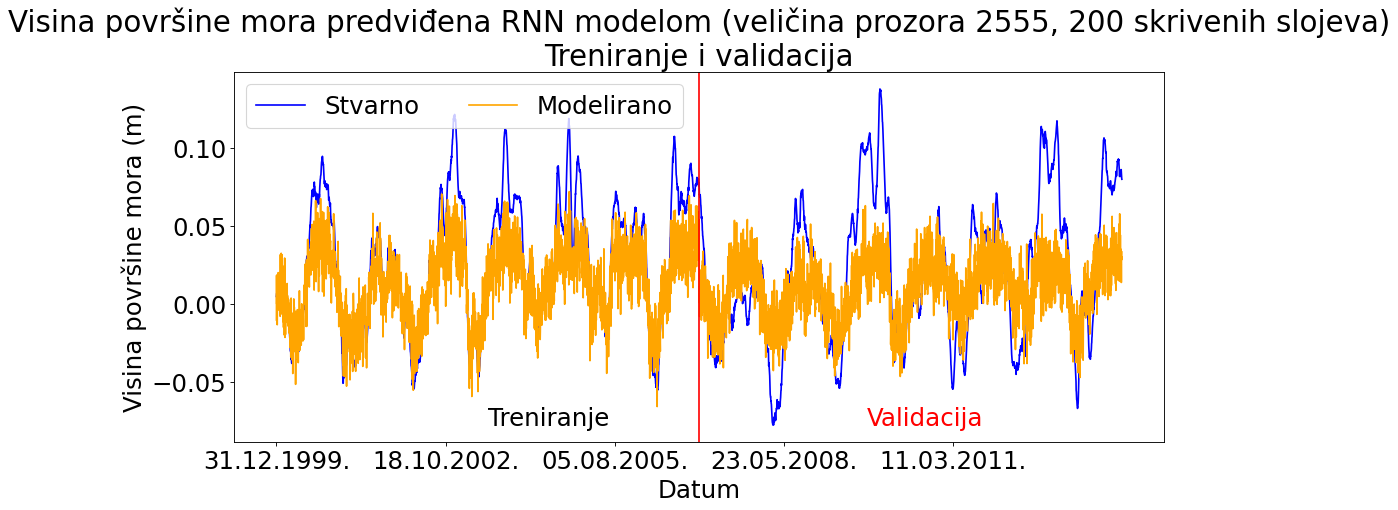 Visina površine mora predviđena RNN modelom (veličina prozora 2555, 200 skrivenih slojeva)
Treniranje i validacija
Stvarno
Modelirano
Visina površine mora (m)
0.10
0.05
0.00
−0.05
Treniranje
Validacija
31.12.1999.
18.10.2002.
05.08.2005.
23.05.2008.
11.03.2011.
Datum